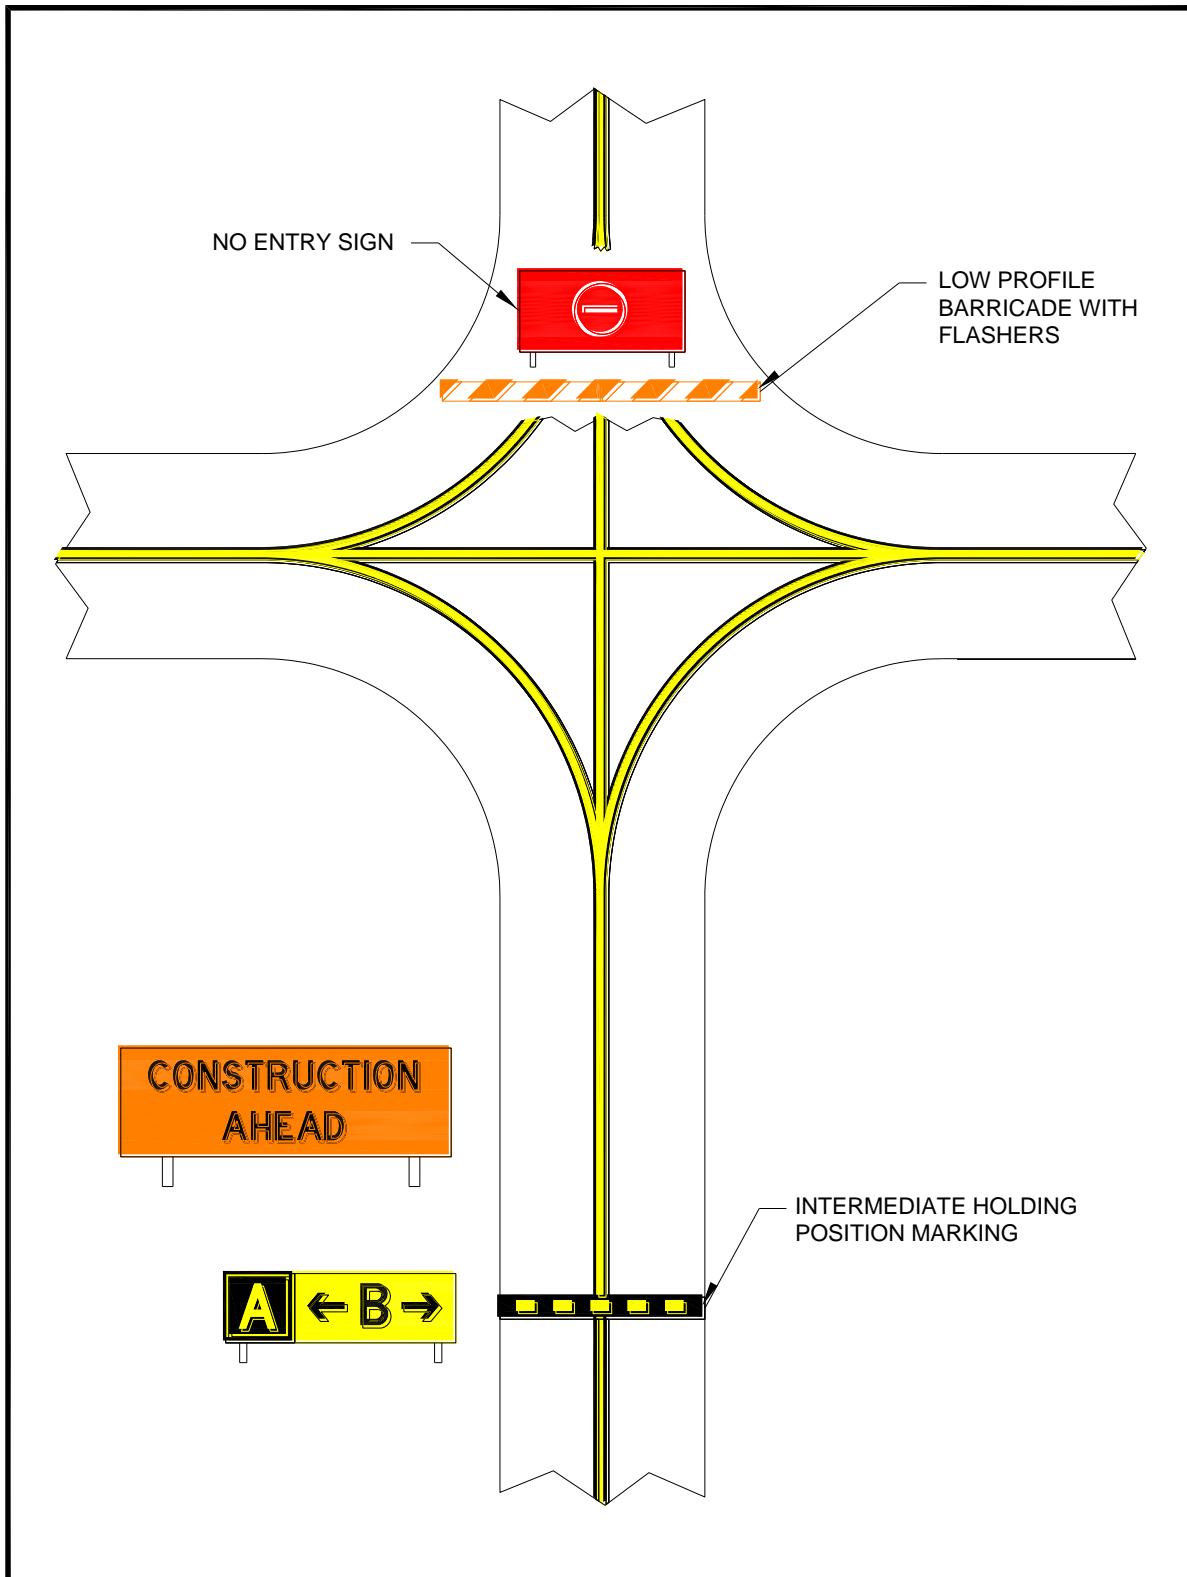 NO ENTRY SIGN
LOW PROFILE
BARRICADE WITH
FLASHERS
CONSTRUCTION
AHEAD
INTERMEDIATE HOLDING
POSITION MARKING
A ← B →